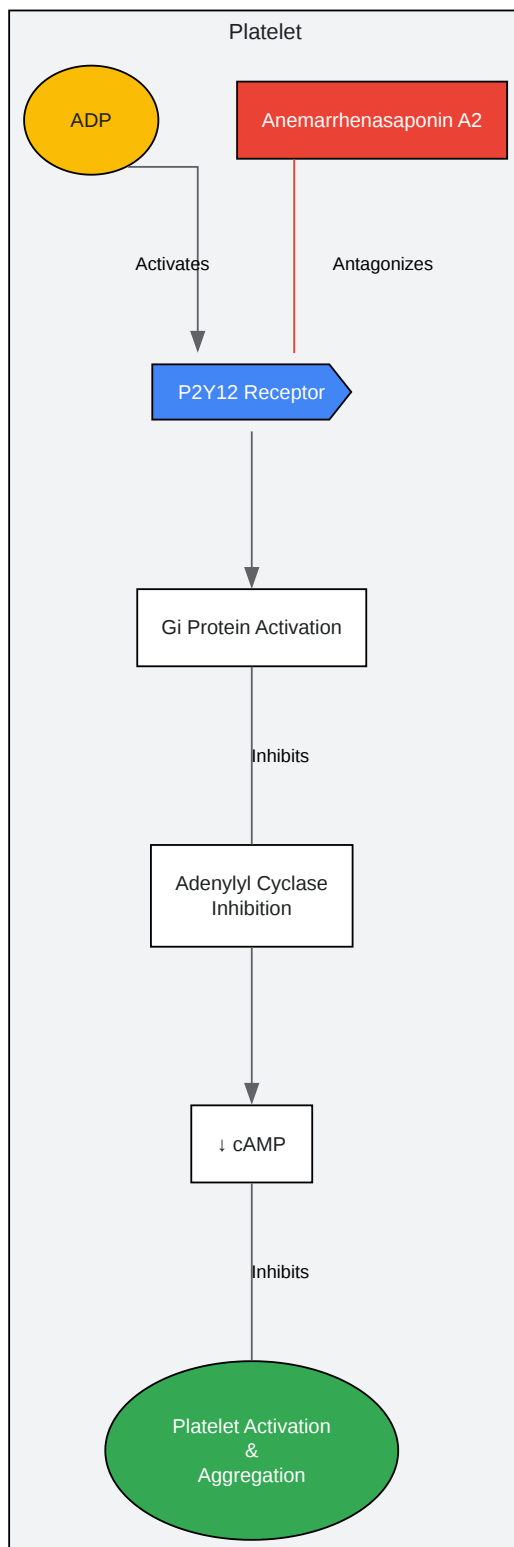 Platelet
ADP
Anemarrhenasaponin A2
Activates
Antagonizes
P2Y12 Receptor
Gi Protein Activation
Inhibits
Adenylyl Cyclase
Inhibition
↓ cAMP
Inhibits
Platelet Activation
&
Aggregation